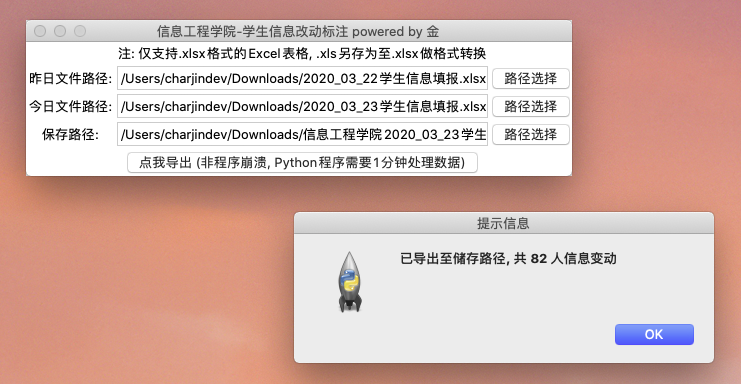 信息工程学院-学生信息改动标注 powered by 金
注: 仅支持.xlsx格式的Excel表格, .xls另存为至.xlsx做格式转换
昨日文件路径: /Users/charjindev/Downloads/2020_03_22学生信息填报.xlsx 路径选择
今日文件路径: /Users/charjindev/Downloads/2020_03_23学生信息填报.xlsx 路径选择
保存路径: /Users/charjindev/Downloads/信息工程学院2020_03_23学生 路径选择
点我导出 (非程序崩溃, Python程序需要1分钟处理数据)
提示信息
已导出至储存路径, 共 82 人信息变动
OK